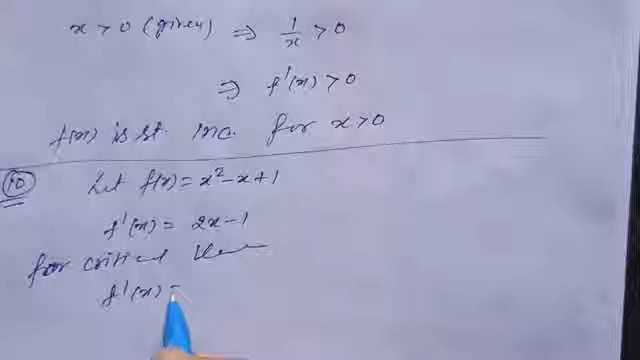 x > 0 (given) ⇒ 1/x > 0
⇒ f'(x) > 0
f(x) is st. inc. for x > 0
10 Let f(x) = x² - x + 1
f'(x) = 2x - 1
for critical
f'(x) =